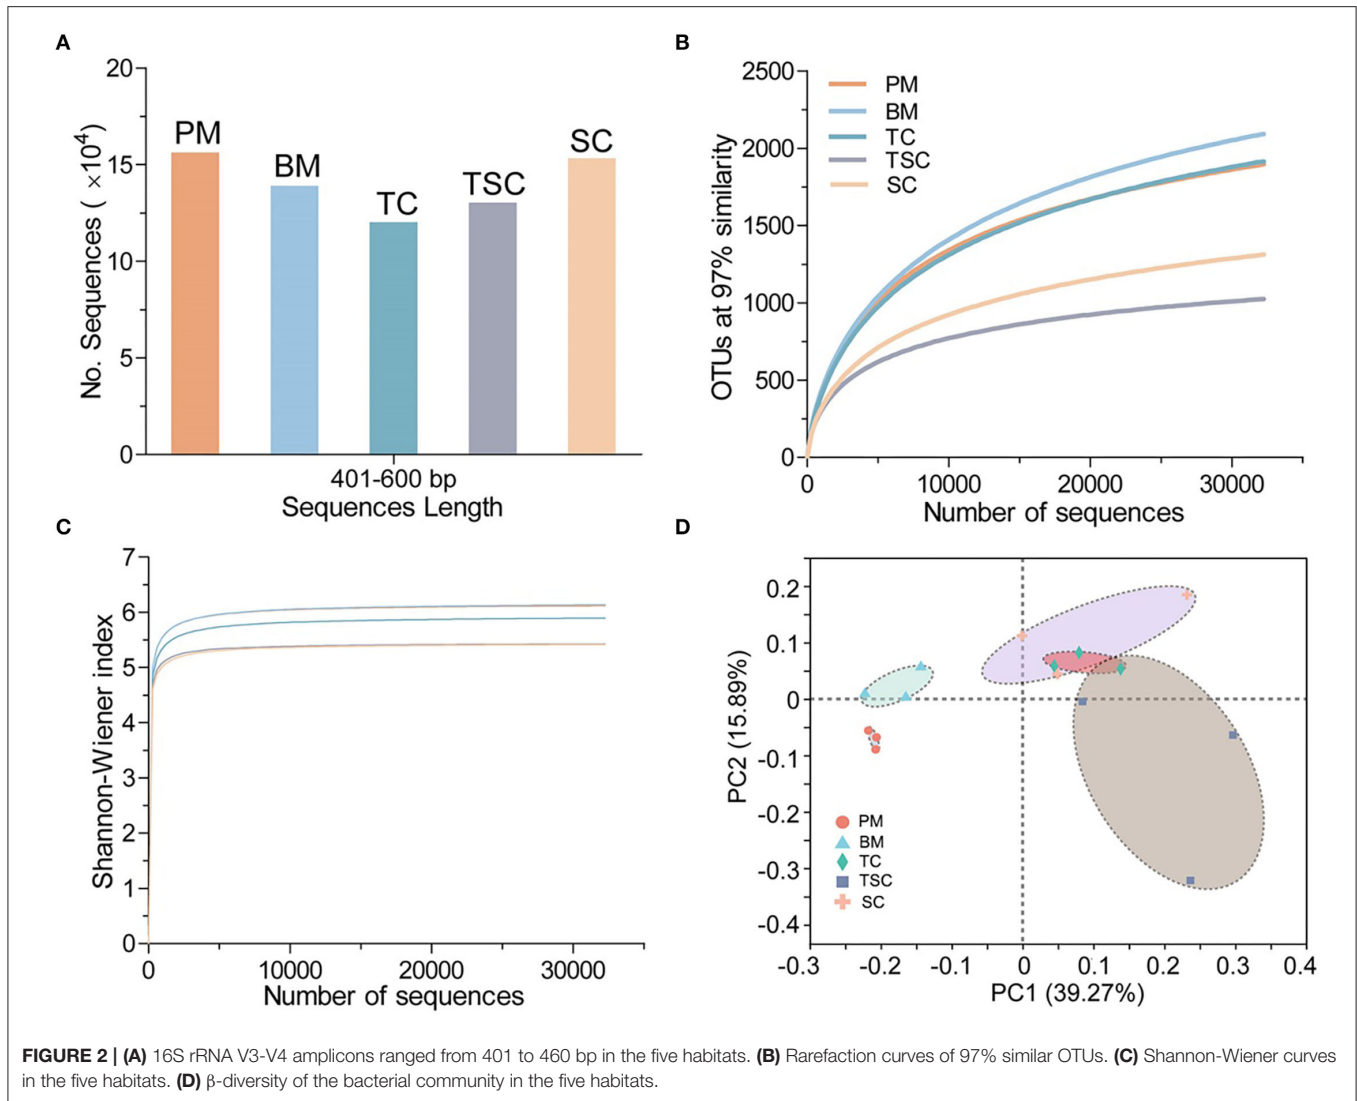 A
20
15
10
5
0
No. Sequences ( ×10⁴)
PM
BM
TC
TSC
SC
401-600 bp
Sequences Length
B
2500
2000
1500
1000
500
0
OTUs at 97% similarity
PM
BM
TC
TSC
SC
0 10000 20000 30000
Number of sequences
C
7
6
5
4
3
2
1
0
Shannon-Wiener index
0 10000 20000 30000
Number of sequences
D
0.2
0.1
0
-0.1
-0.2
-0.3
-0.4
PC2 (15.89%)
PM
BM
TC
TSC
SC
-0.3 -0.2 -0.1 0 0.1 0.2 0.3 0.4
PC1 (39.27%)
FIGURE 2 | (A) 16S rRNA V3-V4 amplicons ranged from 401 to 460 bp in the five habitats. (B) Rarefaction curves of 97% similar OTUs. (C) Shannon-Wiener curves
in the five habitats. (D) β-diversity of the bacterial community in the five habitats.